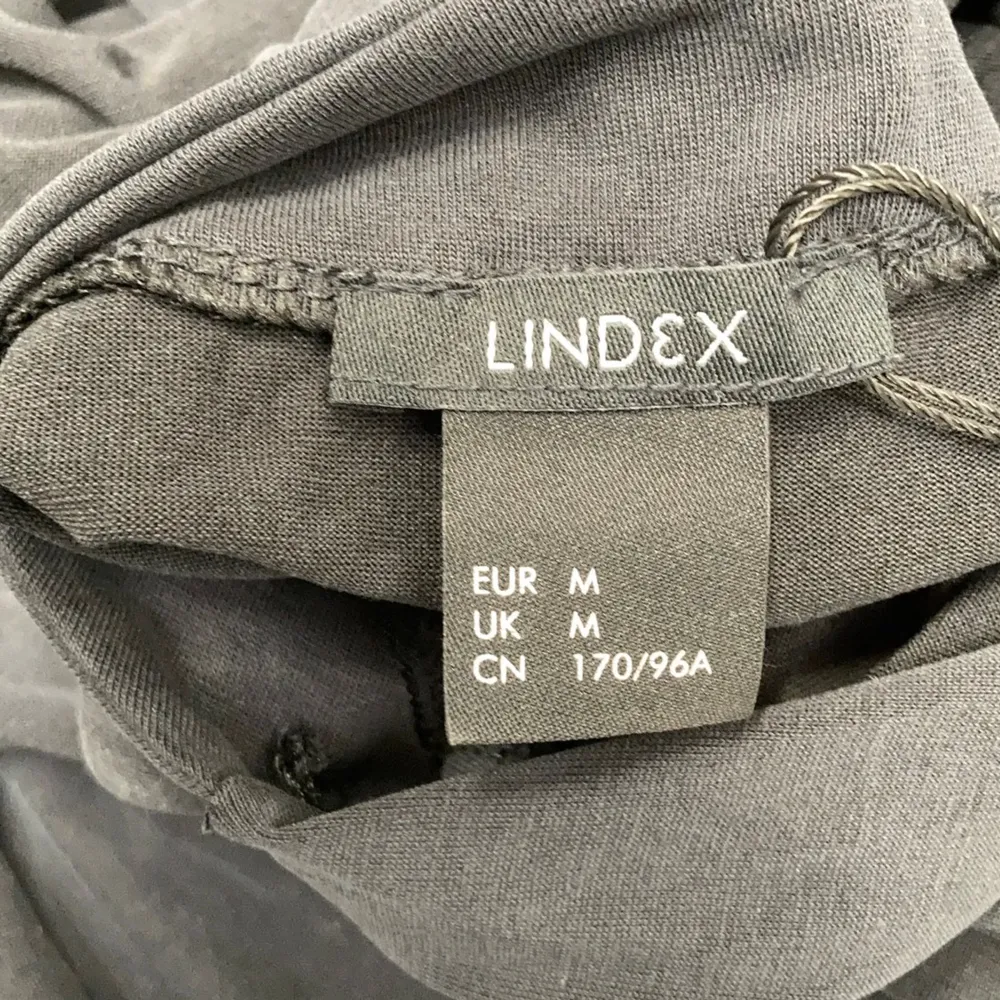 LINDEX
EUR M
UK M
CN 170/96A